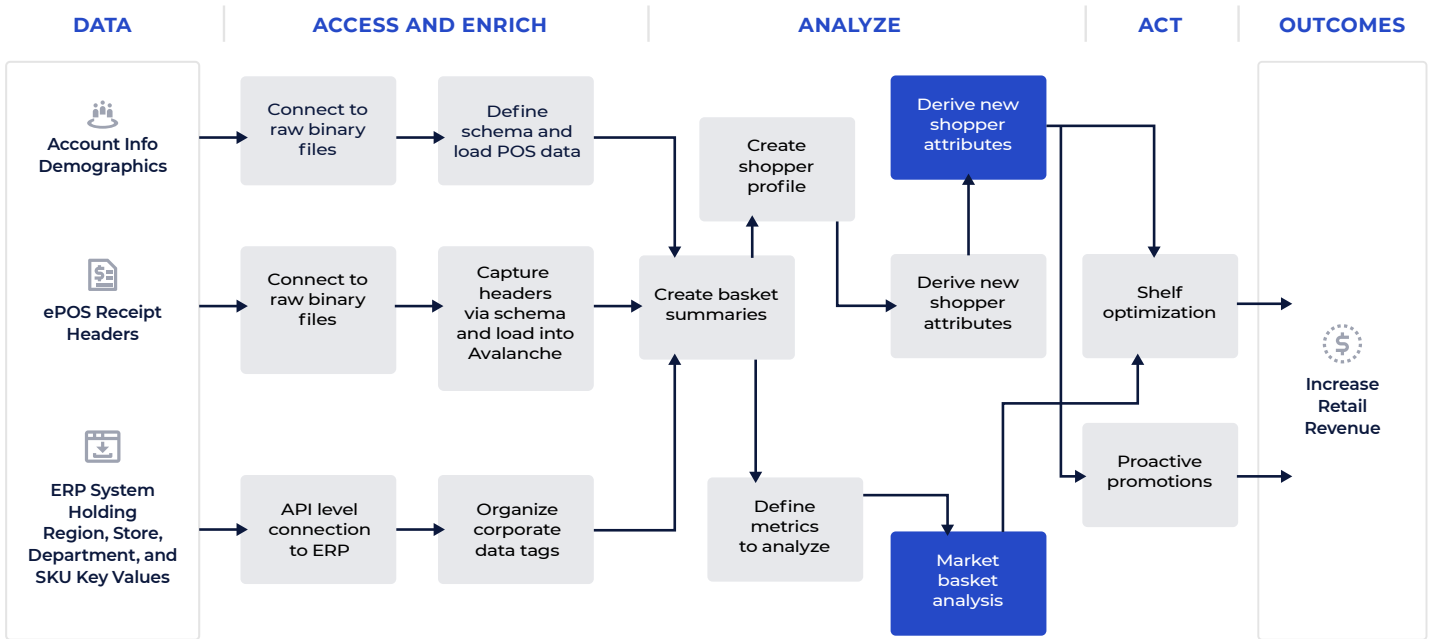 DATA
ACCESS AND ENRICH
ANALYZE
ACT
OUTCOMES
Account Info
Demographics
Connect to
raw binary
files
Define
schema and
load POS data
Create
shopper
profile
Derive new
shopper
attributes
ePOS Receipt
Headers
Connect to
raw binary
files
Capture
headers
via schema
and load into
Avalanche
Create basket
summaries
Derive new
shopper
attributes
Shelf
optimization
$
Increase
Retail
Revenue
ERP System
Holding
Region, Store,
Department, and
SKU Key Values
API level
connection
to ERP
Organize
corporate
data tags
Define
metrics
to analyze
Market
basket
analysis
Proactive
promotions